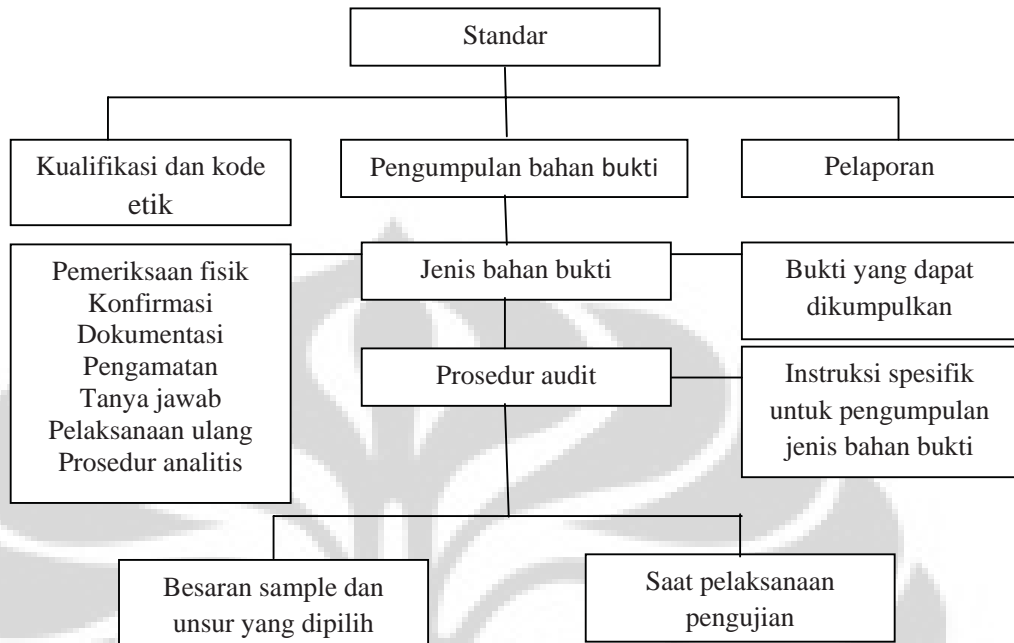 Standar
Kualifikasi dan kode
etik
Pengumpulan bahan bukti
Pelaporan
Pemeriksaan fisik
Konfirmasi
Dokumentasi
Pengamatan
Tanya jawab
Pelaksanaan ulang
Prosedur analitis
Jenis bahan bukti
Bukti yang dapat
dikumpulkan
Prosedur audit
Instruksi spesifik
untuk pengumpulan
jenis bahan bukti
Besaran sample dan
unsur yang dipilih
Saat pelaksanaan
pengujian